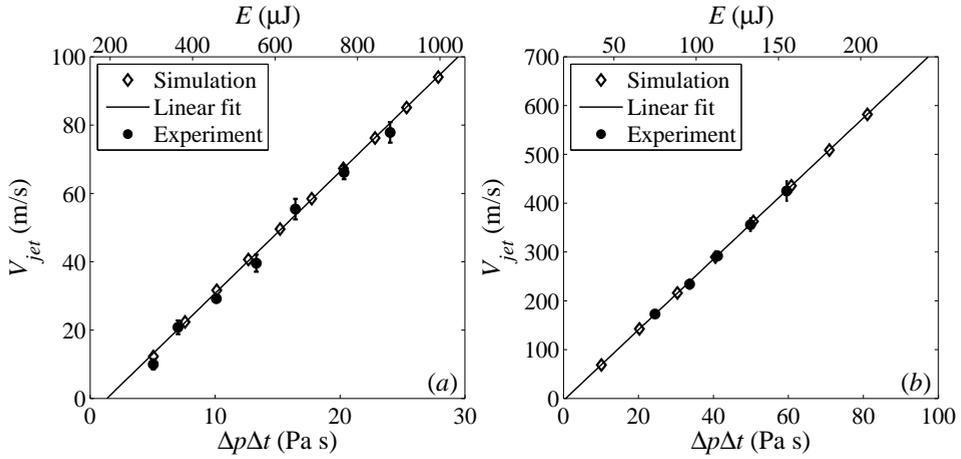 E (μJ)
200 400 600 800 1000
100
80
60
40
20
0
V_jet (m/s)
Simulation
Linear fit
Experiment
(a)
0 10 20 30
ΔpΔt (Pa s)
E (μJ)
50 100 150 200
700
600
500
400
300
200
100
0
V_jet (m/s)
Simulation
Linear fit
Experiment
(b)
0 20 40 60 80 100
ΔpΔt (Pa s)